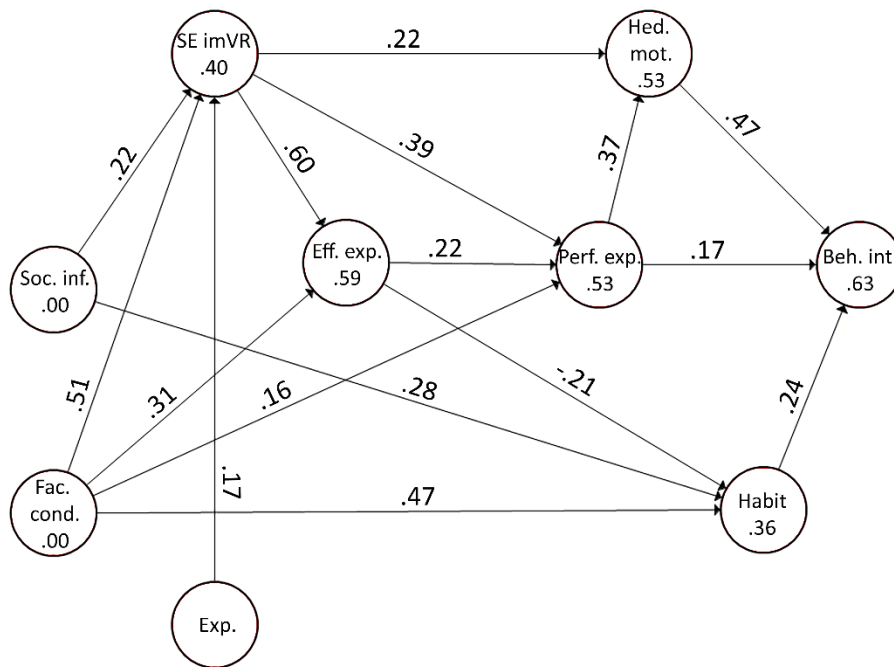 SE imVR
.40
.22
Hed.
mot.
.53
.22
.60
.39
.37
.47
Soc. inf.
.00
Eff. exp.
.59
.22
Perf. exp.
.53
.17
Beh. int.
.63
.51
.31
.16
.28
-.21
.24
.17
Fac.
cond.
.00
.47
Habit
.36
Exp.